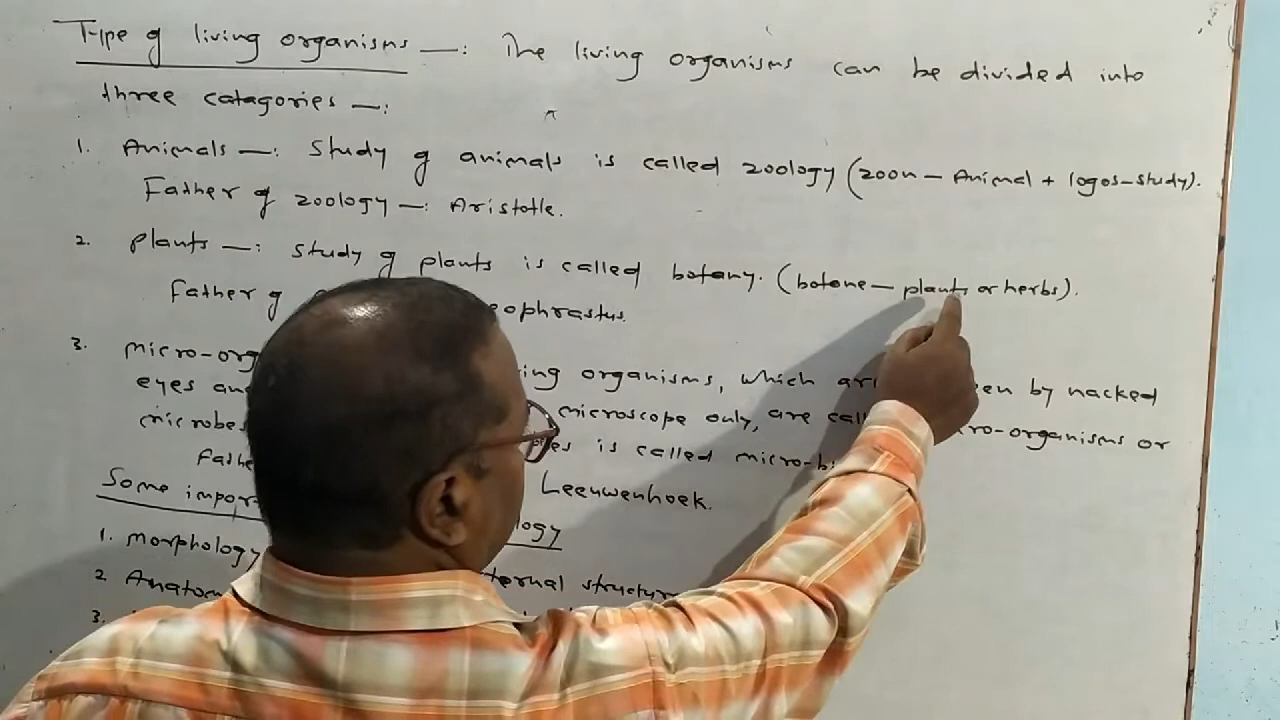 Type of living organisms —: The living organisms can be divided into
three catagories —:
1. Animals —: Study of animals is called zoology (zoon – Animal + logos – study).
Father of zoology —: Aristotle.
2. plants —: study of plants is called botany. (botane – plants or herbs).
Father of eophrastus.
3. micro-org ing organisms, which are en by nacked
eyes an microscope only, are call ro-organisms or
microbes es is called micro-bi
Fathe Leeuwenhoek.
Some impor logy
1. morphology
2. Anatom ternal structur
3.